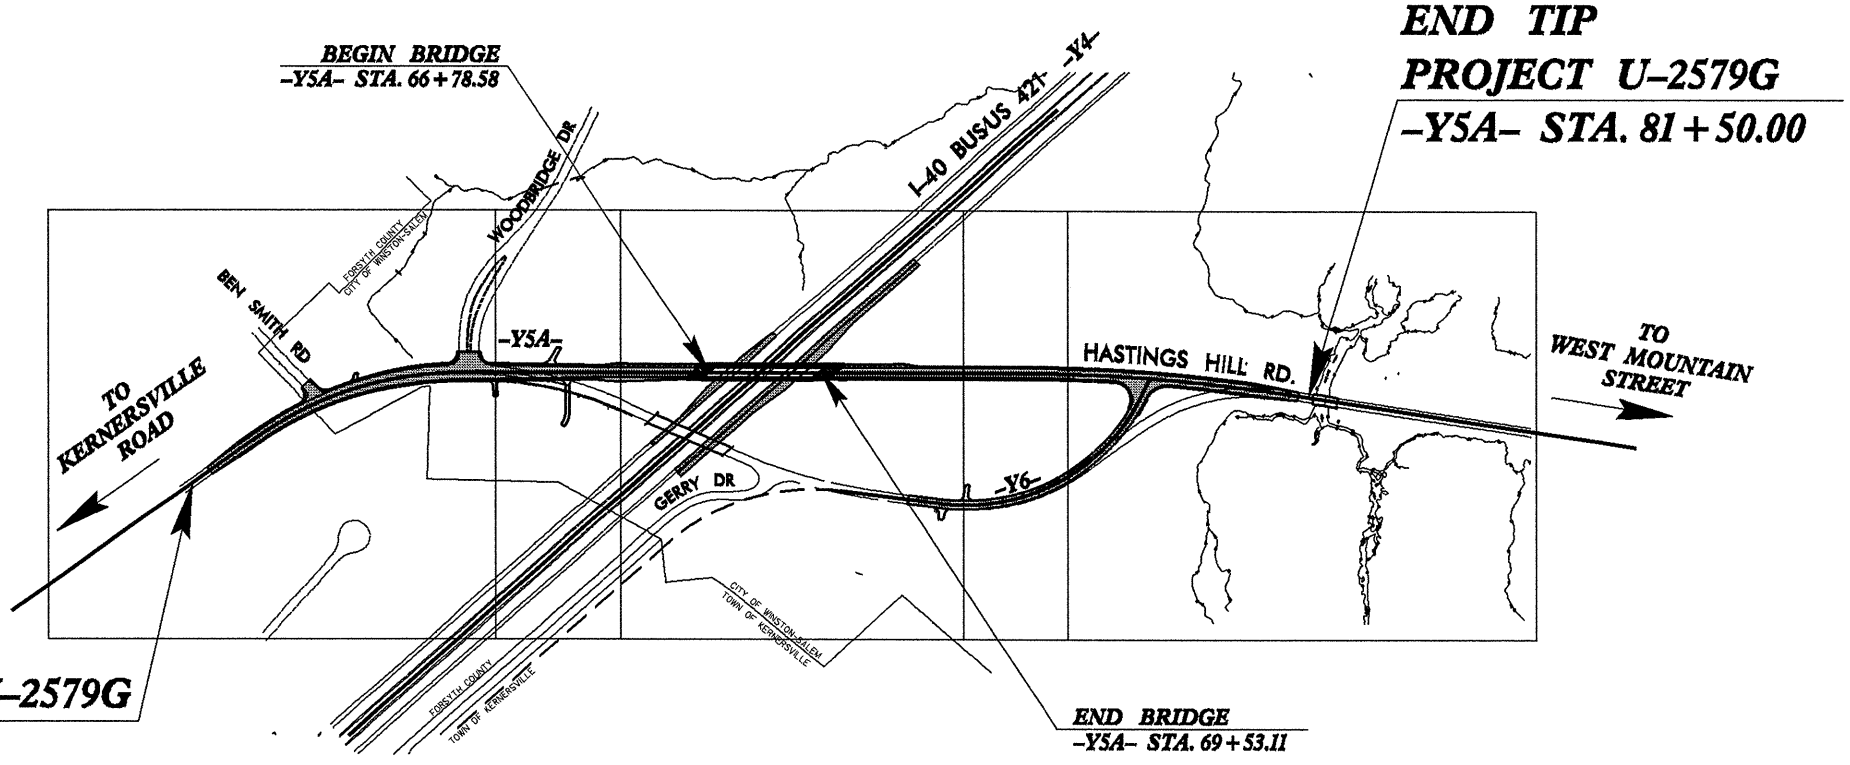 END TIP
PROJECT U-2579G
-Y5A- STA. 81+50.00
BEGIN BRIDGE
-Y5A- STA. 66+78.58
-Y4-
I-40 BUS/US 421
WOODBRIDGE DR
FORSYTH COUNTY
CITY OF WINSTON-SALEM
BEN SMITH RD
-Y5A-
HASTINGS HILL RD.
TO
WEST MOUNTAIN
STREET
TO
KERNERSVILLE
ROAD
GERRY DR
-Y6-
CITY OF WINSTON-SALEM
TOWN OF KERNERSVILLE
FORSYTH COUNTY
TOWN OF KERNERSVILLE
-2579G
END BRIDGE
-Y5A- STA. 69+53.11